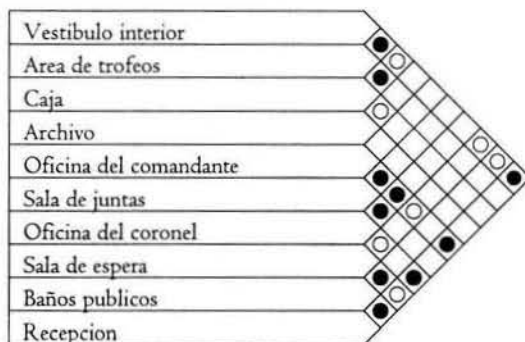 Vestibulo interior
Area de trofeos
Caja
Archivo
Oficina del comandante
Sala de juntas
Oficina del coronel
Sala de espera
Baños publicos
Recepcion